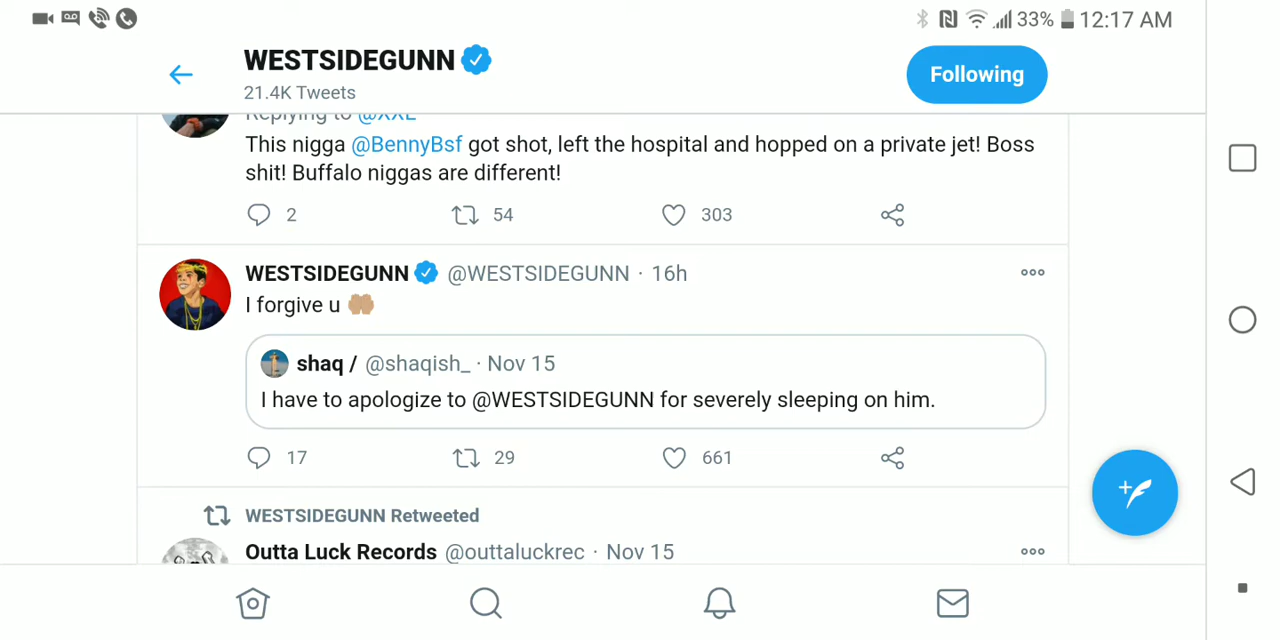 33% 12:17 AM
WESTSIDEGUNN
21.4K Tweets
Following
Replying to @XXL
This nigga @BennyBsf got shot, left the hospital and hopped on a private jet! Boss
shit! Buffalo niggas are different!
2 54 303
WESTSIDEGUNN @WESTSIDEGUNN · 16h
I forgive u 🤲🏽
shaq / @shaqish_ · Nov 15
I have to apologize to @WESTSIDEGUNN for severely sleeping on him.
17 29 661
WESTSIDEGUNN Retweeted
Outta Luck Records @outtaluckrec · Nov 15